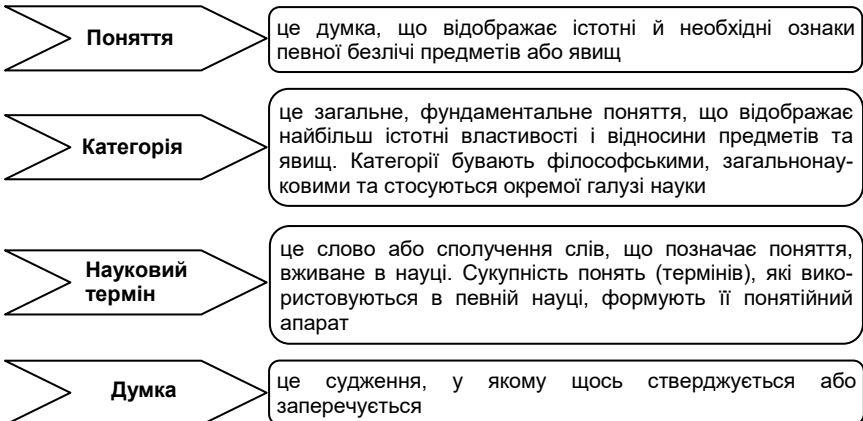 Поняття
це думка, що відображає істотні й необхідні ознаки
певної безлічі предметів або явищ
Категорія
це загальне, фундаментальне поняття, що відображає
найбільш істотні властивості і відносини предметів та
явищ. Категорії бувають філософськими, загальнонау-
ковими та стосуються окремої галузі науки
Науковий
термін
це слово або сполучення слів, що позначає поняття,
вживане в науці. Сукупність понять (термінів), які вико-
ристовуються в певній науці, формують її понятійний
апарат
Думка
це судження, у якому щось стверджується або
заперечується